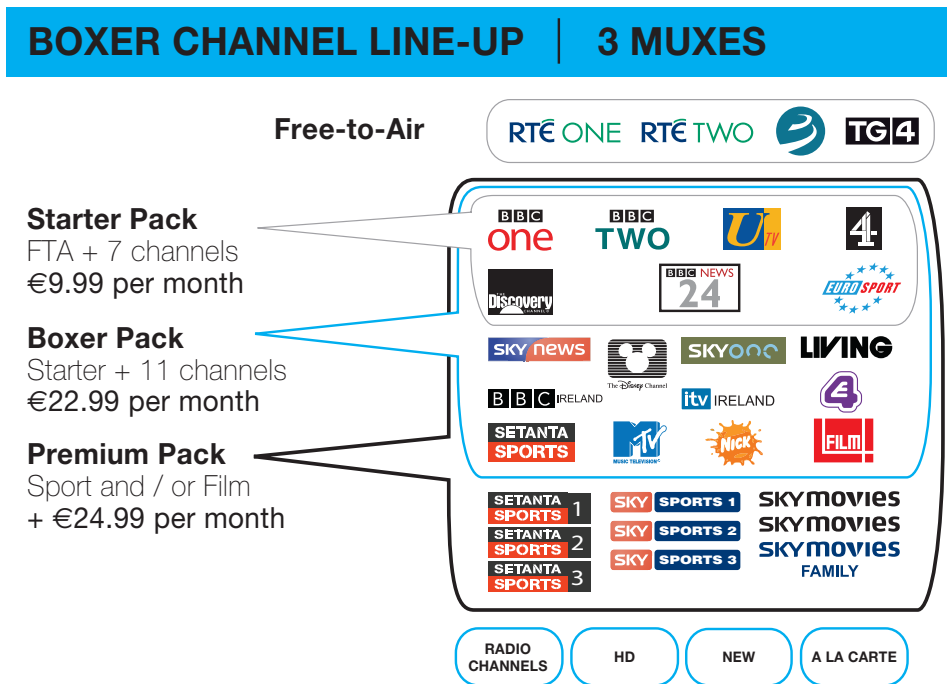 BOXER CHANNEL LINE-UP | 3 MUXES
Free-to-Air
RTÉ ONE RTÉ TWO TG4
Starter Pack
FTA + 7 channels
€9.99 per month
BBC one BBC TWO UTV 4
THE Discovery CHANNEL BBC NEWS 24 EUROSPORT
Boxer Pack
Starter + 11 channels
€22.99 per month
sky news The Disney Channel SKY one LIVING
BBC IRELAND itv IRELAND E4
SETANTA SPORTS MTV MUSIC TELEVISION NICK FILM
Premium Pack
Sport and / or Film
+ €24.99 per month
SETANTA SPORTS 1 SKY SPORTS 1 SKY MOVIES
SETANTA SPORTS 2 SKY SPORTS 2 SKY MOVIES
SETANTA SPORTS 3 SKY SPORTS 3 SKY MOVIES FAMILY
RADIO CHANNELS
HD
NEW
A LA CARTE